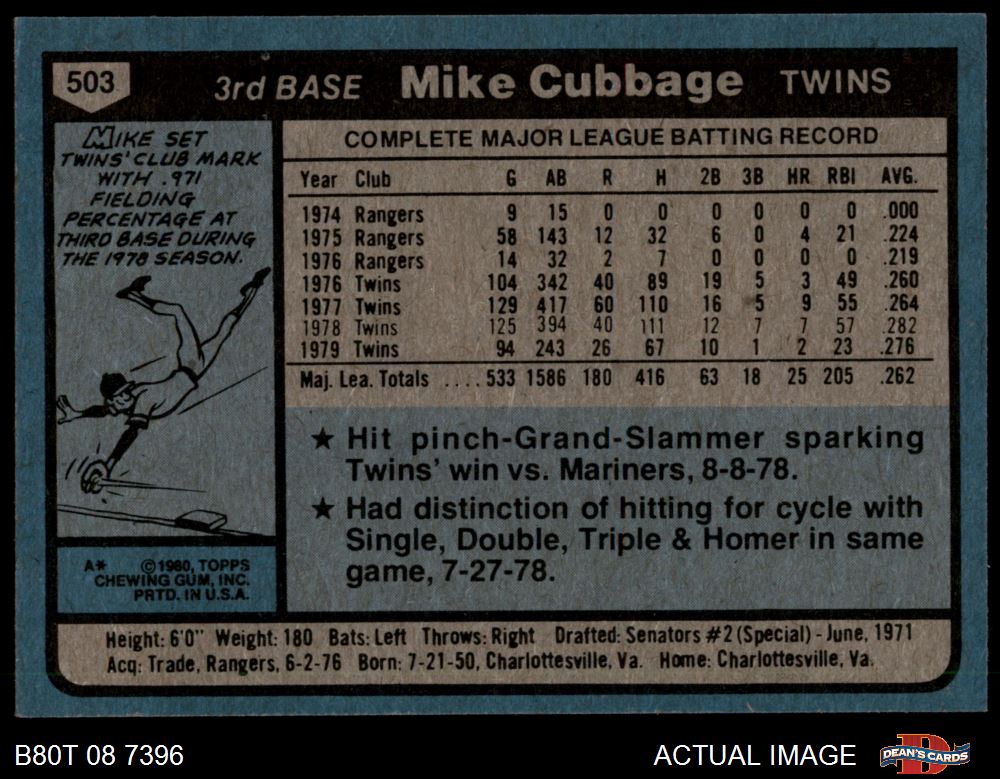 503 3rd BASE Mike Cubbage TWINS
MIKE SET
TWINS' CLUB MARK
WITH .971
FIELDING
PERCENTAGE AT
THIRD BASE DURING
THE 1978 SEASON.
A* ©1980, TOPPS
CHEWING GUM, INC.
PRTD. IN U.S.A.
COMPLETE MAJOR LEAGUE BATTING RECORD
Year Club G AB R H 2B 3B HR RBI AVG.
1974 Rangers 9 15 0 0 0 0 0 0 .000
1975 Rangers 58 143 12 32 6 0 4 21 .224
1976 Rangers 14 32 2 7 0 0 0 0 .219
1976 Twins 104 342 40 89 19 5 3 49 .260
1977 Twins 129 417 60 110 16 5 9 55 .264
1978 Twins 125 394 40 111 12 7 7 57 .282
1979 Twins 94 243 26 67 10 1 2 23 .276
Maj. Lea. Totals .... 533 1586 180 416 63 18 25 205 .262
★ Hit pinch-Grand-Slammer sparking
Twins' win vs. Mariners, 8-8-78.
★ Had distinction of hitting for cycle with
Single, Double, Triple & Homer in same
game, 7-27-78.
Height: 6'0" Weight: 180 Bats: Left Throws: Right Drafted: Senators #2 (Special) - June, 1971
Acq: Trade, Rangers, 6-2-76 Born: 7-21-50, Charlottesville, Va. Home: Charlottesville, Va.
B80T 08 7396 ACTUAL IMAGE DEAN'S CARDS